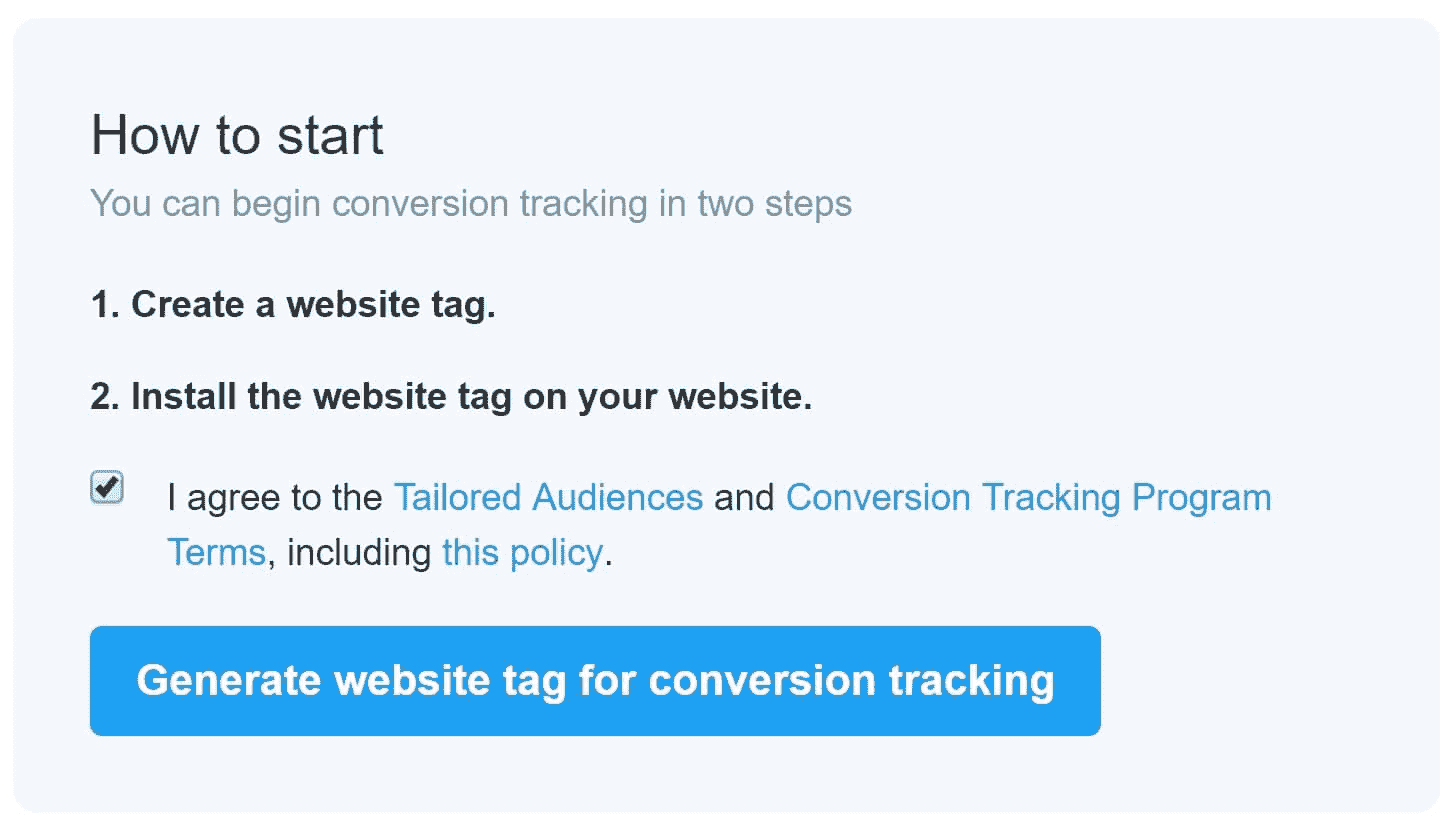 How to start
You can begin conversion tracking in two steps
1. Create a website tag.
2. Install the website tag on your website.
I agree to the Tailored Audiences and Conversion Tracking Program
Terms, including this policy.
Generate website tag for conversion tracking